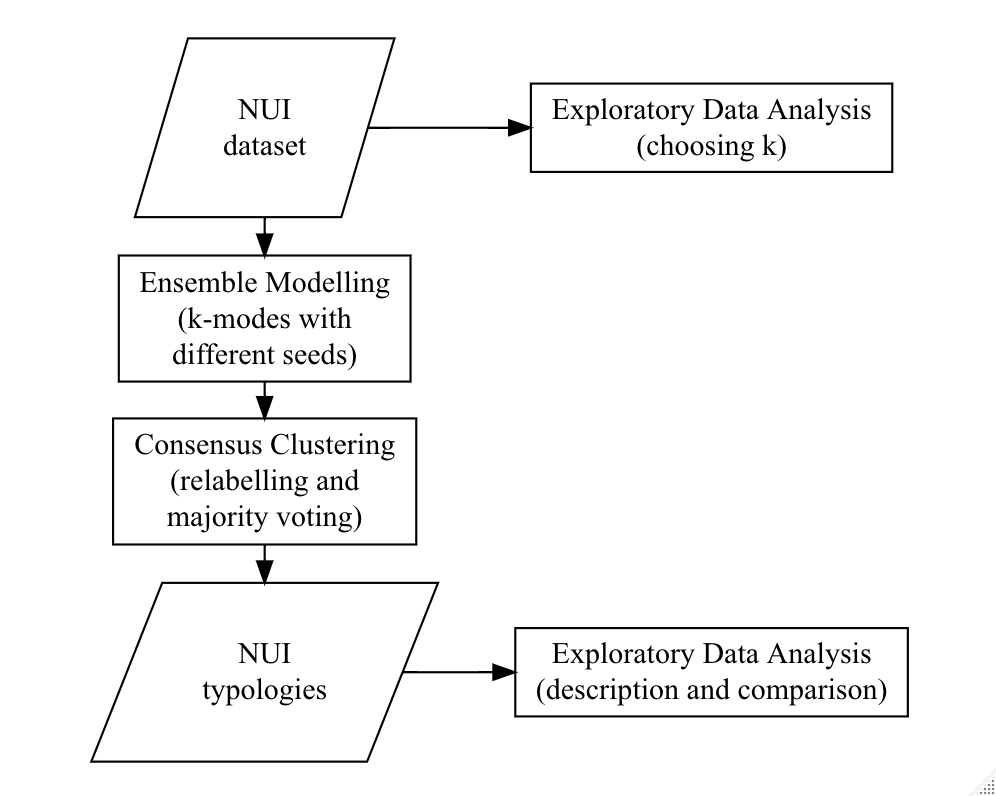 NUI
dataset
Exploratory Data Analysis
(choosing k)
Ensemble Modelling
(k-modes with
different seeds)
Consensus Clustering
(relabelling and
majority voting)
NUI
typologies
Exploratory Data Analysis
(description and comparison)